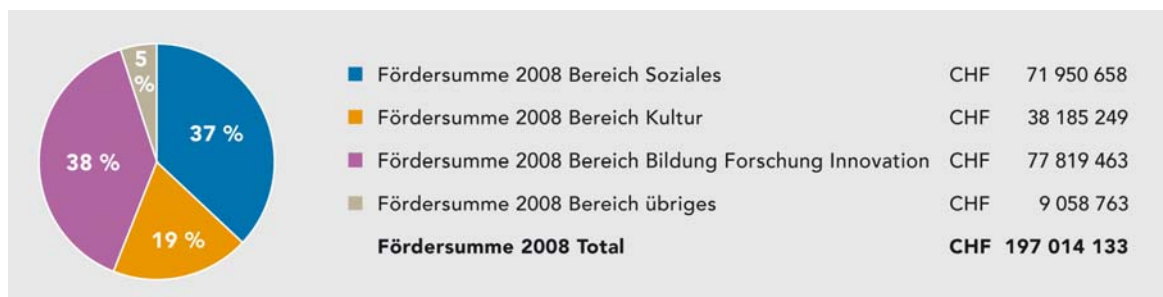 5
%
37 %
38 %
19 %
Fördersumme 2008 Bereich Soziales CHF 71 950 658
Fördersumme 2008 Bereich Kultur CHF 38 185 249
Fördersumme 2008 Bereich Bildung Forschung Innovation CHF 77 819 463
Fördersumme 2008 Bereich übriges CHF 9 058 763
Fördersumme 2008 Total CHF 197 014 133